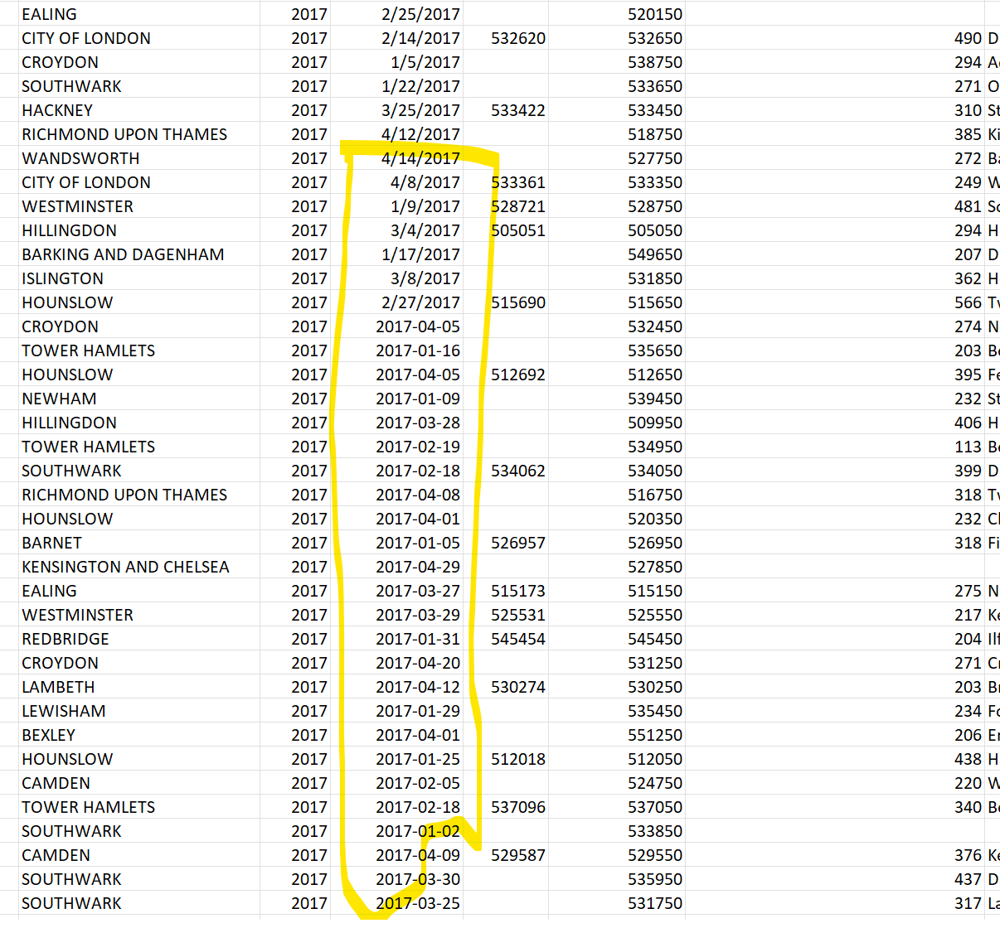 EALING 2017 2/25/2017 520150
CITY OF LONDON 2017 2/14/2017 532620 532650 490 D
CROYDON 2017 1/5/2017 538750 294
SOUTHWARK 2017 1/22/2017 533650 271 O
HACKNEY 2017 3/25/2017 533422 533450 310 St
RICHMOND UPON THAMES 2017 4/12/2017 518750 385 Ki
WANDSWORTH 2017 4/14/2017 527750 272 Ba
CITY OF LONDON 2017 4/8/2017 533361 533350 249 W
WESTMINSTER 2017 1/9/2017 528721 528750 481 So
HILLINGDON 2017 3/4/2017 505051 505050 294 H
BARKING AND DAGENHAM 2017 1/17/2017 549650 207 D
ISLINGTON 2017 3/8/2017 531850 362 H
HOUNSLOW 2017 2/27/2017 515690 515650 566 Tw
CROYDON 2017 2017-04-05 532450 274 N
TOWER HAMLETS 2017 2017-01-16 535650 203 Be
HOUNSLOW 2017 2017-04-05 512692 512650 395 Fe
NEWHAM 2017 2017-01-09 539450 232 St
HILLINGDON 2017 2017-03-28 509950 406 H
TOWER HAMLETS 2017 2017-02-19 534950 113 Be
SOUTHWARK 2017 2017-02-18 534062 534050 399 D
RICHMOND UPON THAMES 2017 2017-04-08 516750 318 Tw
HOUNSLOW 2017 2017-04-01 520350 232 Cl
BARNET 2017 2017-01-05 526957 526950 318 Fi
KENSINGTON AND CHELSEA 2017 2017-04-29 527850
EALING 2017 2017-03-27 515173 515150 275 N
WESTMINSTER 2017 2017-03-29 525531 525550 217 Ke
REDBRIDGE 2017 2017-01-31 545454 545450 204 Ilf
CROYDON 2017 2017-04-20 531250 271 Cr
LAMBETH 2017 2017-04-12 530274 530250 203 Br
LEWISHAM 2017 2017-01-29 535450 234 Fo
BEXLEY 2017 2017-04-01 551250 206 Er
HOUNSLOW 2017 2017-01-25 512018 512050 438 H
CAMDEN 2017 2017-02-05 524750 220 W
TOWER HAMLETS 2017 2017-02-18 537096 537050 340 Be
SOUTHWARK 2017 2017-01-02 533850
CAMDEN 2017 2017-04-09 529587 529550 376 Ke
SOUTHWARK 2017 2017-03-30 535950 437 D
SOUTHWARK 2017 2017-03-25 531750 317 La